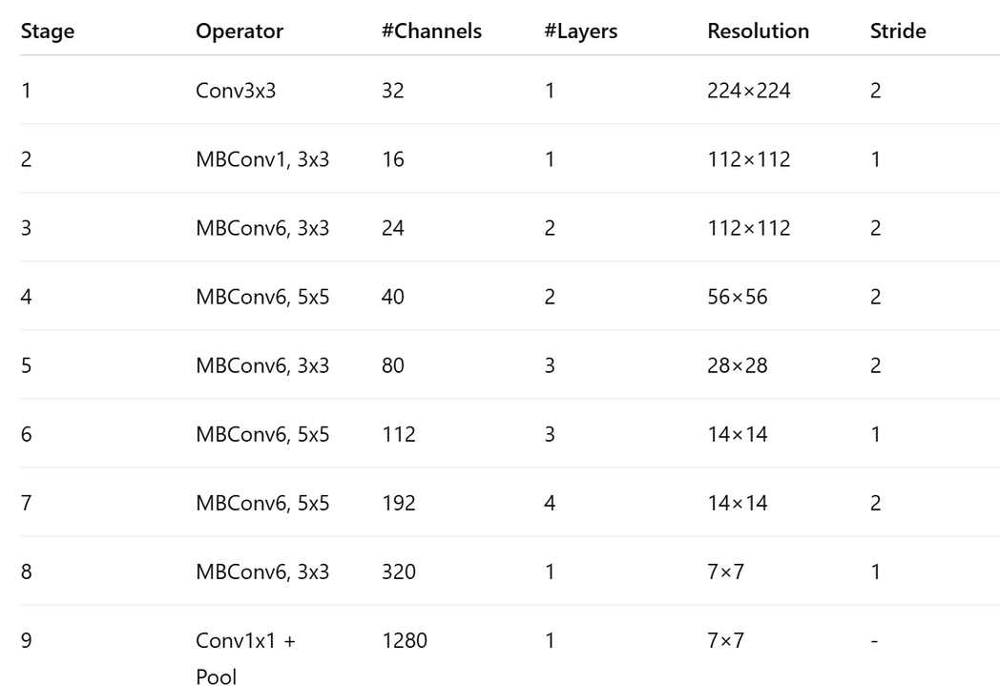 Stage Operator #Channels #Layers Resolution Stride
1 Conv3x3 32 1 224×224 2
2 MBConv1, 3x3 16 1 112×112 1
3 MBConv6, 3x3 24 2 112×112 2
4 MBConv6, 5x5 40 2 56×56 2
5 MBConv6, 3x3 80 3 28×28 2
6 MBConv6, 5x5 112 3 14×14 1
7 MBConv6, 5x5 192 4 14×14 2
8 MBConv6, 3x3 320 1 7×7 1
9 Conv1x1 + 1280 1 7×7 -
Pool